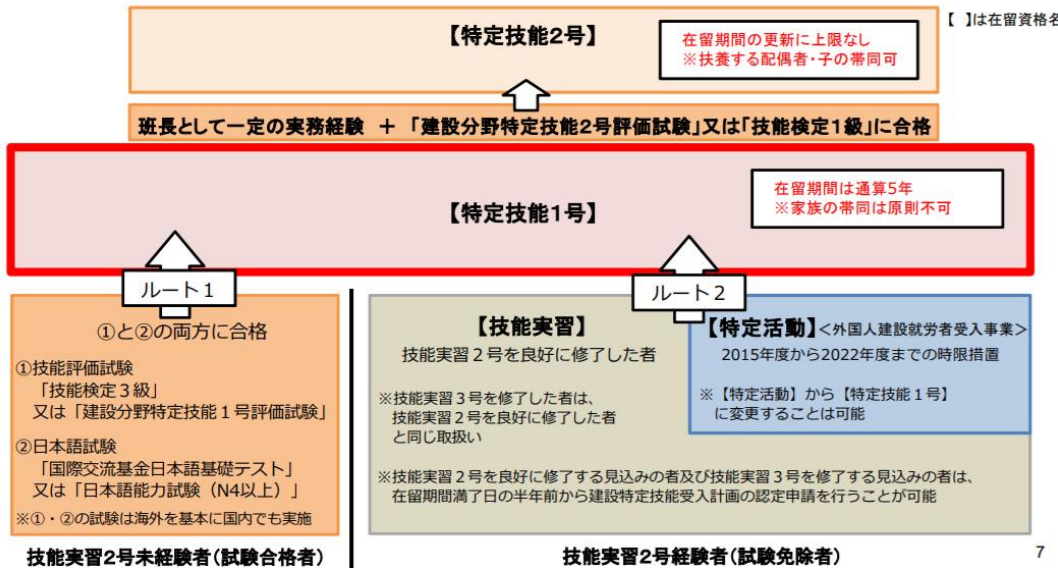 【 】は在留資格名
【特定技能2号】
在留期間の更新に上限なし
※扶養する配偶者・子の帯同可
班長として一定の実務経験 + 「建設分野特定技能2号評価試験」又は「技能検定1級」に合格
【特定技能1号】
在留期間は通算5年
※家族の帯同は原則不可
ルート1
①と②の両方に合格
①技能評価試験
「技能検定3級」
又は「建設分野特定技能1号評価試験」
②日本語試験
「国際交流基金日本語基礎テスト」
又は「日本語能力試験(N4以上)」
※①・②の試験は海外を基本に国内でも実施
技能実習2号未経験者(試験合格者)
ルート2
【技能実習】
技能実習2号を良好に修了した者
※技能実習3号を修了した者は、
技能実習2号を良好に修了した者
と同じ取扱い
【特定活動】<外国人建設就労者受入事業>
2015年度から2022年度までの時限措置
※【特定活動】から【特定技能1号】
に変更することは可能
※技能実習2号を良好に修了する見込みの者及び技能実習3号を修了する見込みの者は、
在留期間満了日の半年前から建設特定技能受入計画の認定申請を行うことが可能
技能実習2号経験者(試験免除者)
7